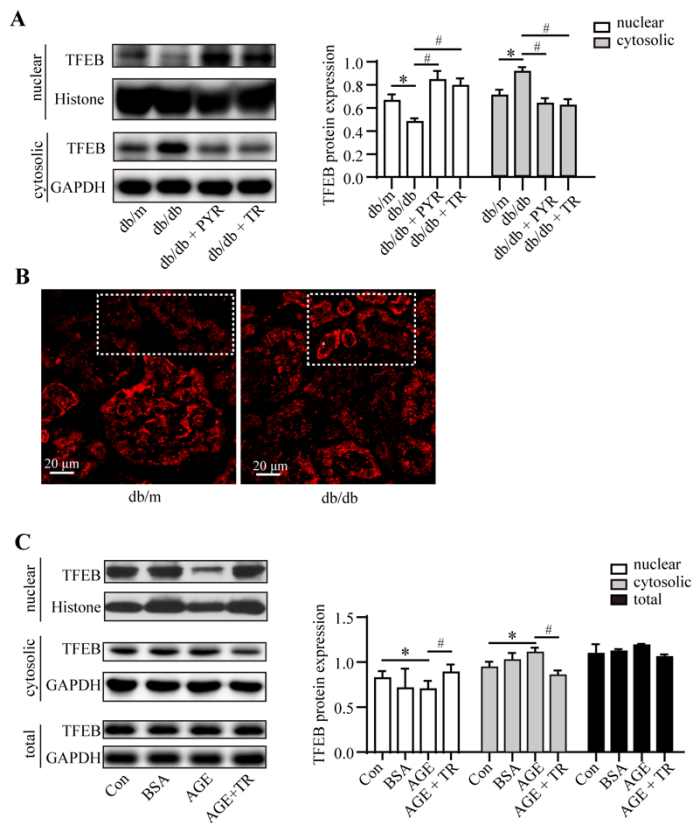 A
nuclear
TFEB
Histone
cytosolic
TFEB
GAPDH
db/m
db/db
db/db + PYR
db/db + TR
nuclear
cytosolic
TFEB protein expression
1.0
0.8
0.6
0.4
0.2
0.0
* # #
* # #
db/m
db/db
db/db + PYR
db/db + TR
db/m
db/db
db/db + PYR
db/db + TR
B
20 μm
20 μm
db/m
db/db
C
nuclear
TFEB
Histone
cytosolic
TFEB
GAPDH
total
TFEB
GAPDH
Con
BSA
AGE
AGE+TR
nuclear
cytosolic
total
TFEB protein expression
1.5
1.0
0.5
0.0
* #
* #
Con
BSA
AGE
AGE + TR
Con
BSA
AGE
AGE + TR
Con
BSA
AGE
AGE + TR